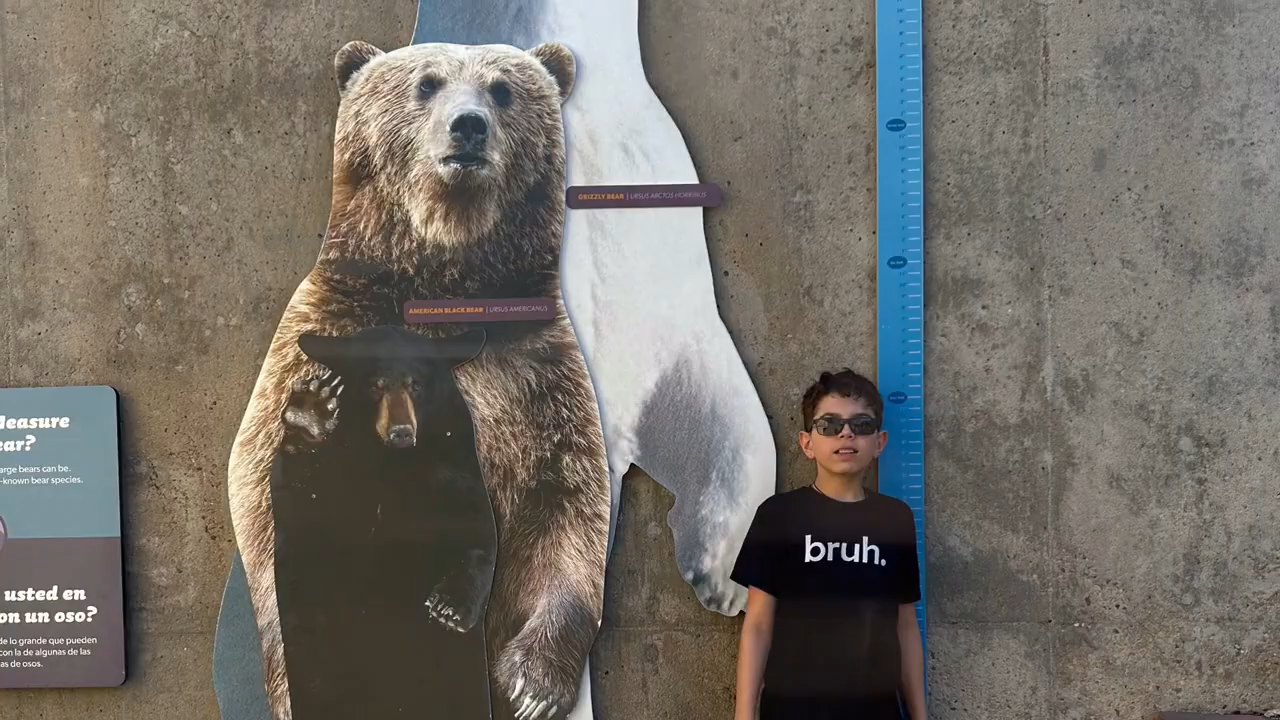 GRIZZLY BEAR | URSUS ARCTOS HORRIBILIS
AMERICAN BLACK BEAR | URSUS AMERICANUS
Measure
ear?
arge bears can be.
-known bear species.
usted en
on un oso?
de lo grande que pueden
con la de algunas de las
as de osos.
bruh.